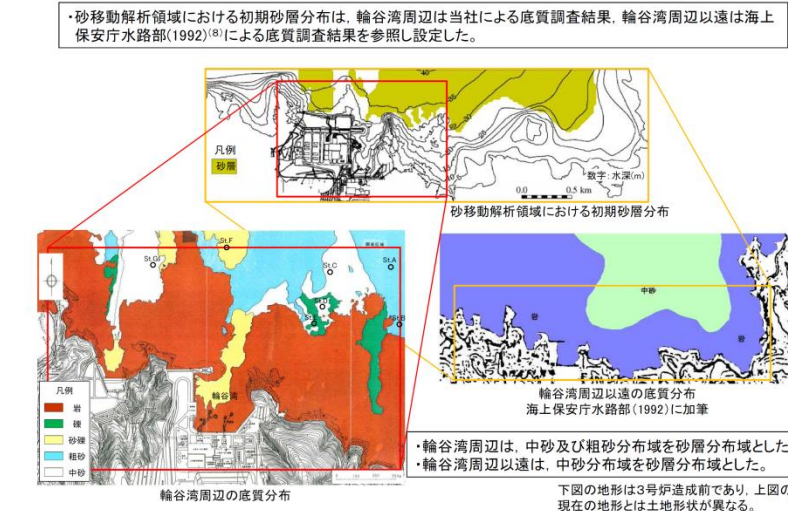 ・砂移動解析領域における初期砂層分布は，輪谷湾周辺は当社による底質調査結果，輪谷湾周辺以遠は海上
保安庁水路部(1992)⁽⁸⁾による底質調査結果を参照し設定した。
凡例
砂層
数字：水深(m)
0.0 0.5 km
砂移動解析領域における初期砂層分布
St.F
St.G
St.C
St.A
St.D
St.E
St.B
輪谷湾
凡例
岩
礫
砂礫
粗砂
中砂
輪谷湾周辺の底質分布
中砂
岩
岩
輪谷湾周辺以遠の底質分布
海上保安庁水路部(1992)に加筆
・輪谷湾周辺は，中砂及び粗砂分布域を砂層分布域とした
・輪谷湾周辺以遠は，中砂分布域を砂層分布域とした。
下図の地形は３号炉造成前であり，上図の
現在の地形とは土地形状が異なる。